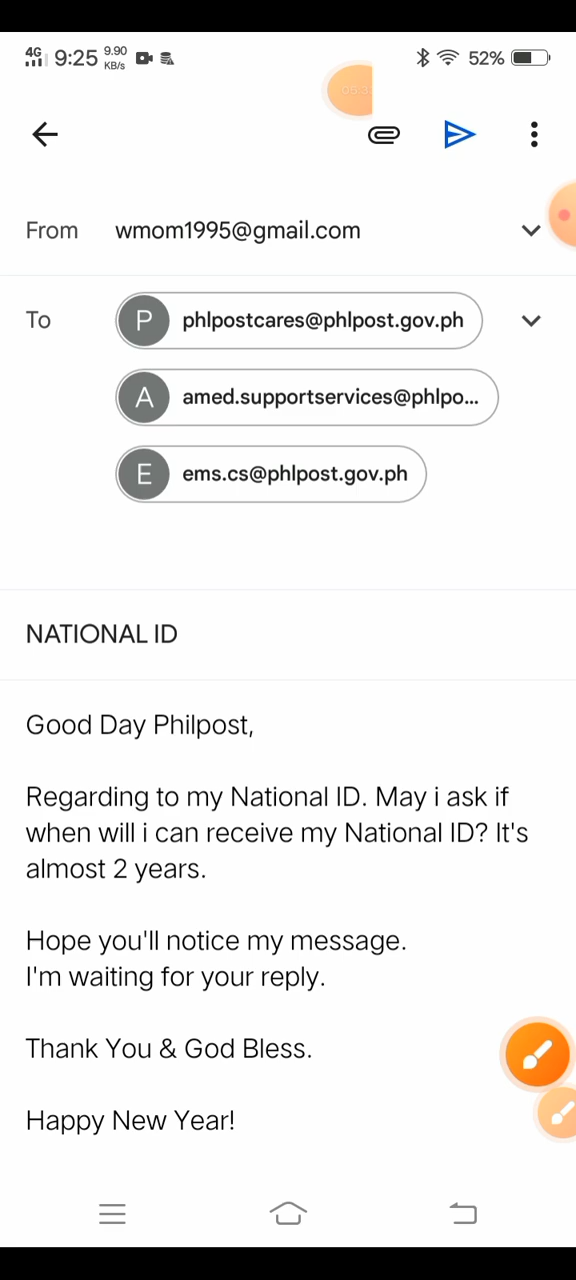 4G 9:25 9.90 KB/s 52%
From wmom1995@gmail.com
To P phlpostcares@phlpost.gov.ph
A amed.supportservices@phlpo...
E ems.cs@phlpost.gov.ph
NATIONAL ID
Good Day Philpost,
Regarding to my National ID. May i ask if
when will i can receive my National ID? It's
almost 2 years.
Hope you'll notice my message.
I'm waiting for your reply.
Thank You & God Bless.
Happy New Year!